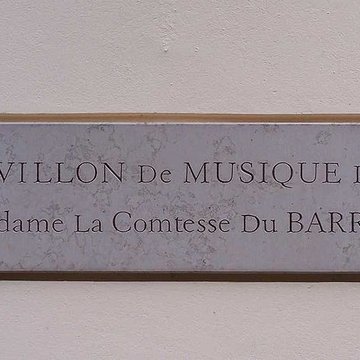 VILLON De MUSIQUE
dame La Comtesse Du BARR